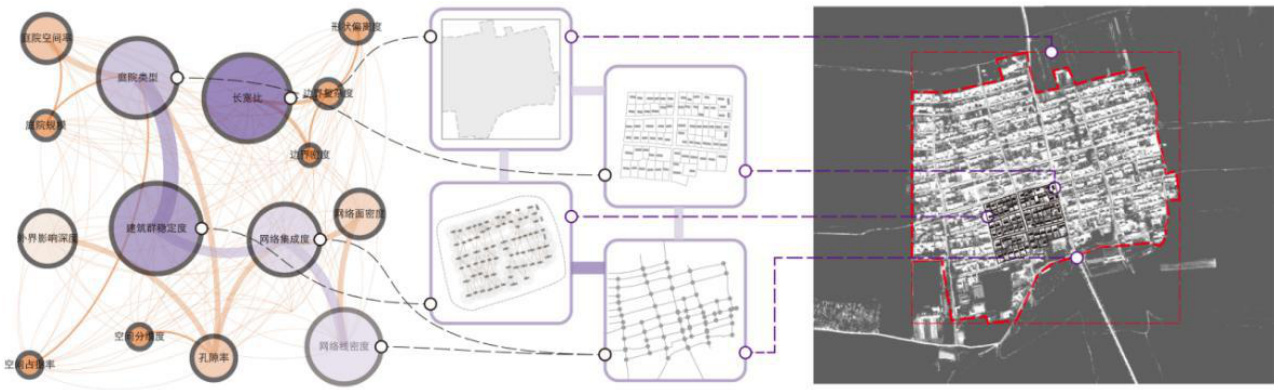 形状偏离度
庭院空间率
庭院类型
长宽比
边界复杂度
庭院规模
边界密度
网络面密度
建筑群稳定度
网络集成度
外界影响深度
空间分维度
网络线密度
孔隙率
空间占据率